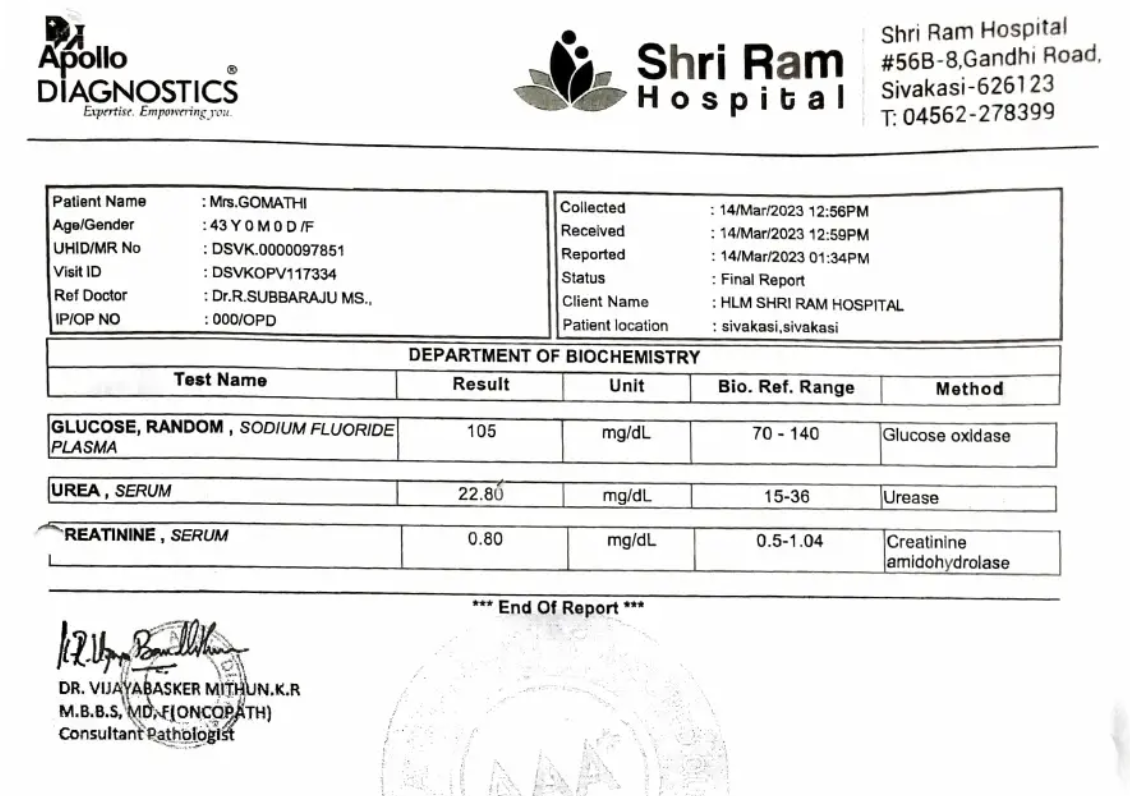 Apollo
DIAGNOSTICS®
Expertise. Empowering you.
Shri Ram
Hospital
Shri Ram Hospital
#56B-8,Gandhi Road,
Sivakasi-626123
T: 04562-278399
Patient Name : Mrs.GOMATHI
Age/Gender : 43 Y 0 M 0 D /F
UHID/MR No : DSVK.0000097851
Visit ID : DSVKOPV117334
Ref Doctor : Dr.R.SUBBARAJU MS.,
IP/OP NO : 000/OPD
Collected : 14/Mar/2023 12:56PM
Received : 14/Mar/2023 12:59PM
Reported : 14/Mar/2023 01:34PM
Status : Final Report
Client Name : HLM SHRI RAM HOSPITAL
Patient location : sivakasi,sivakasi
DEPARTMENT OF BIOCHEMISTRY
Test Name Result Unit Bio. Ref. Range Method
GLUCOSE, RANDOM , SODIUM FLUORIDE 105 mg/dL 70 - 140 Glucose oxidase
PLASMA
UREA , SERUM 22.80 mg/dL 15-36 Urease
REATININE , SERUM 0.80 mg/dL 0.5-1.04 Creatinine
amidohydrolase
*** End Of Report ***
DR. VIJAYABASKER MITHUN.K.R
M.B.B.S, MD, F(ONCOPATH)
Consultant Pathologist